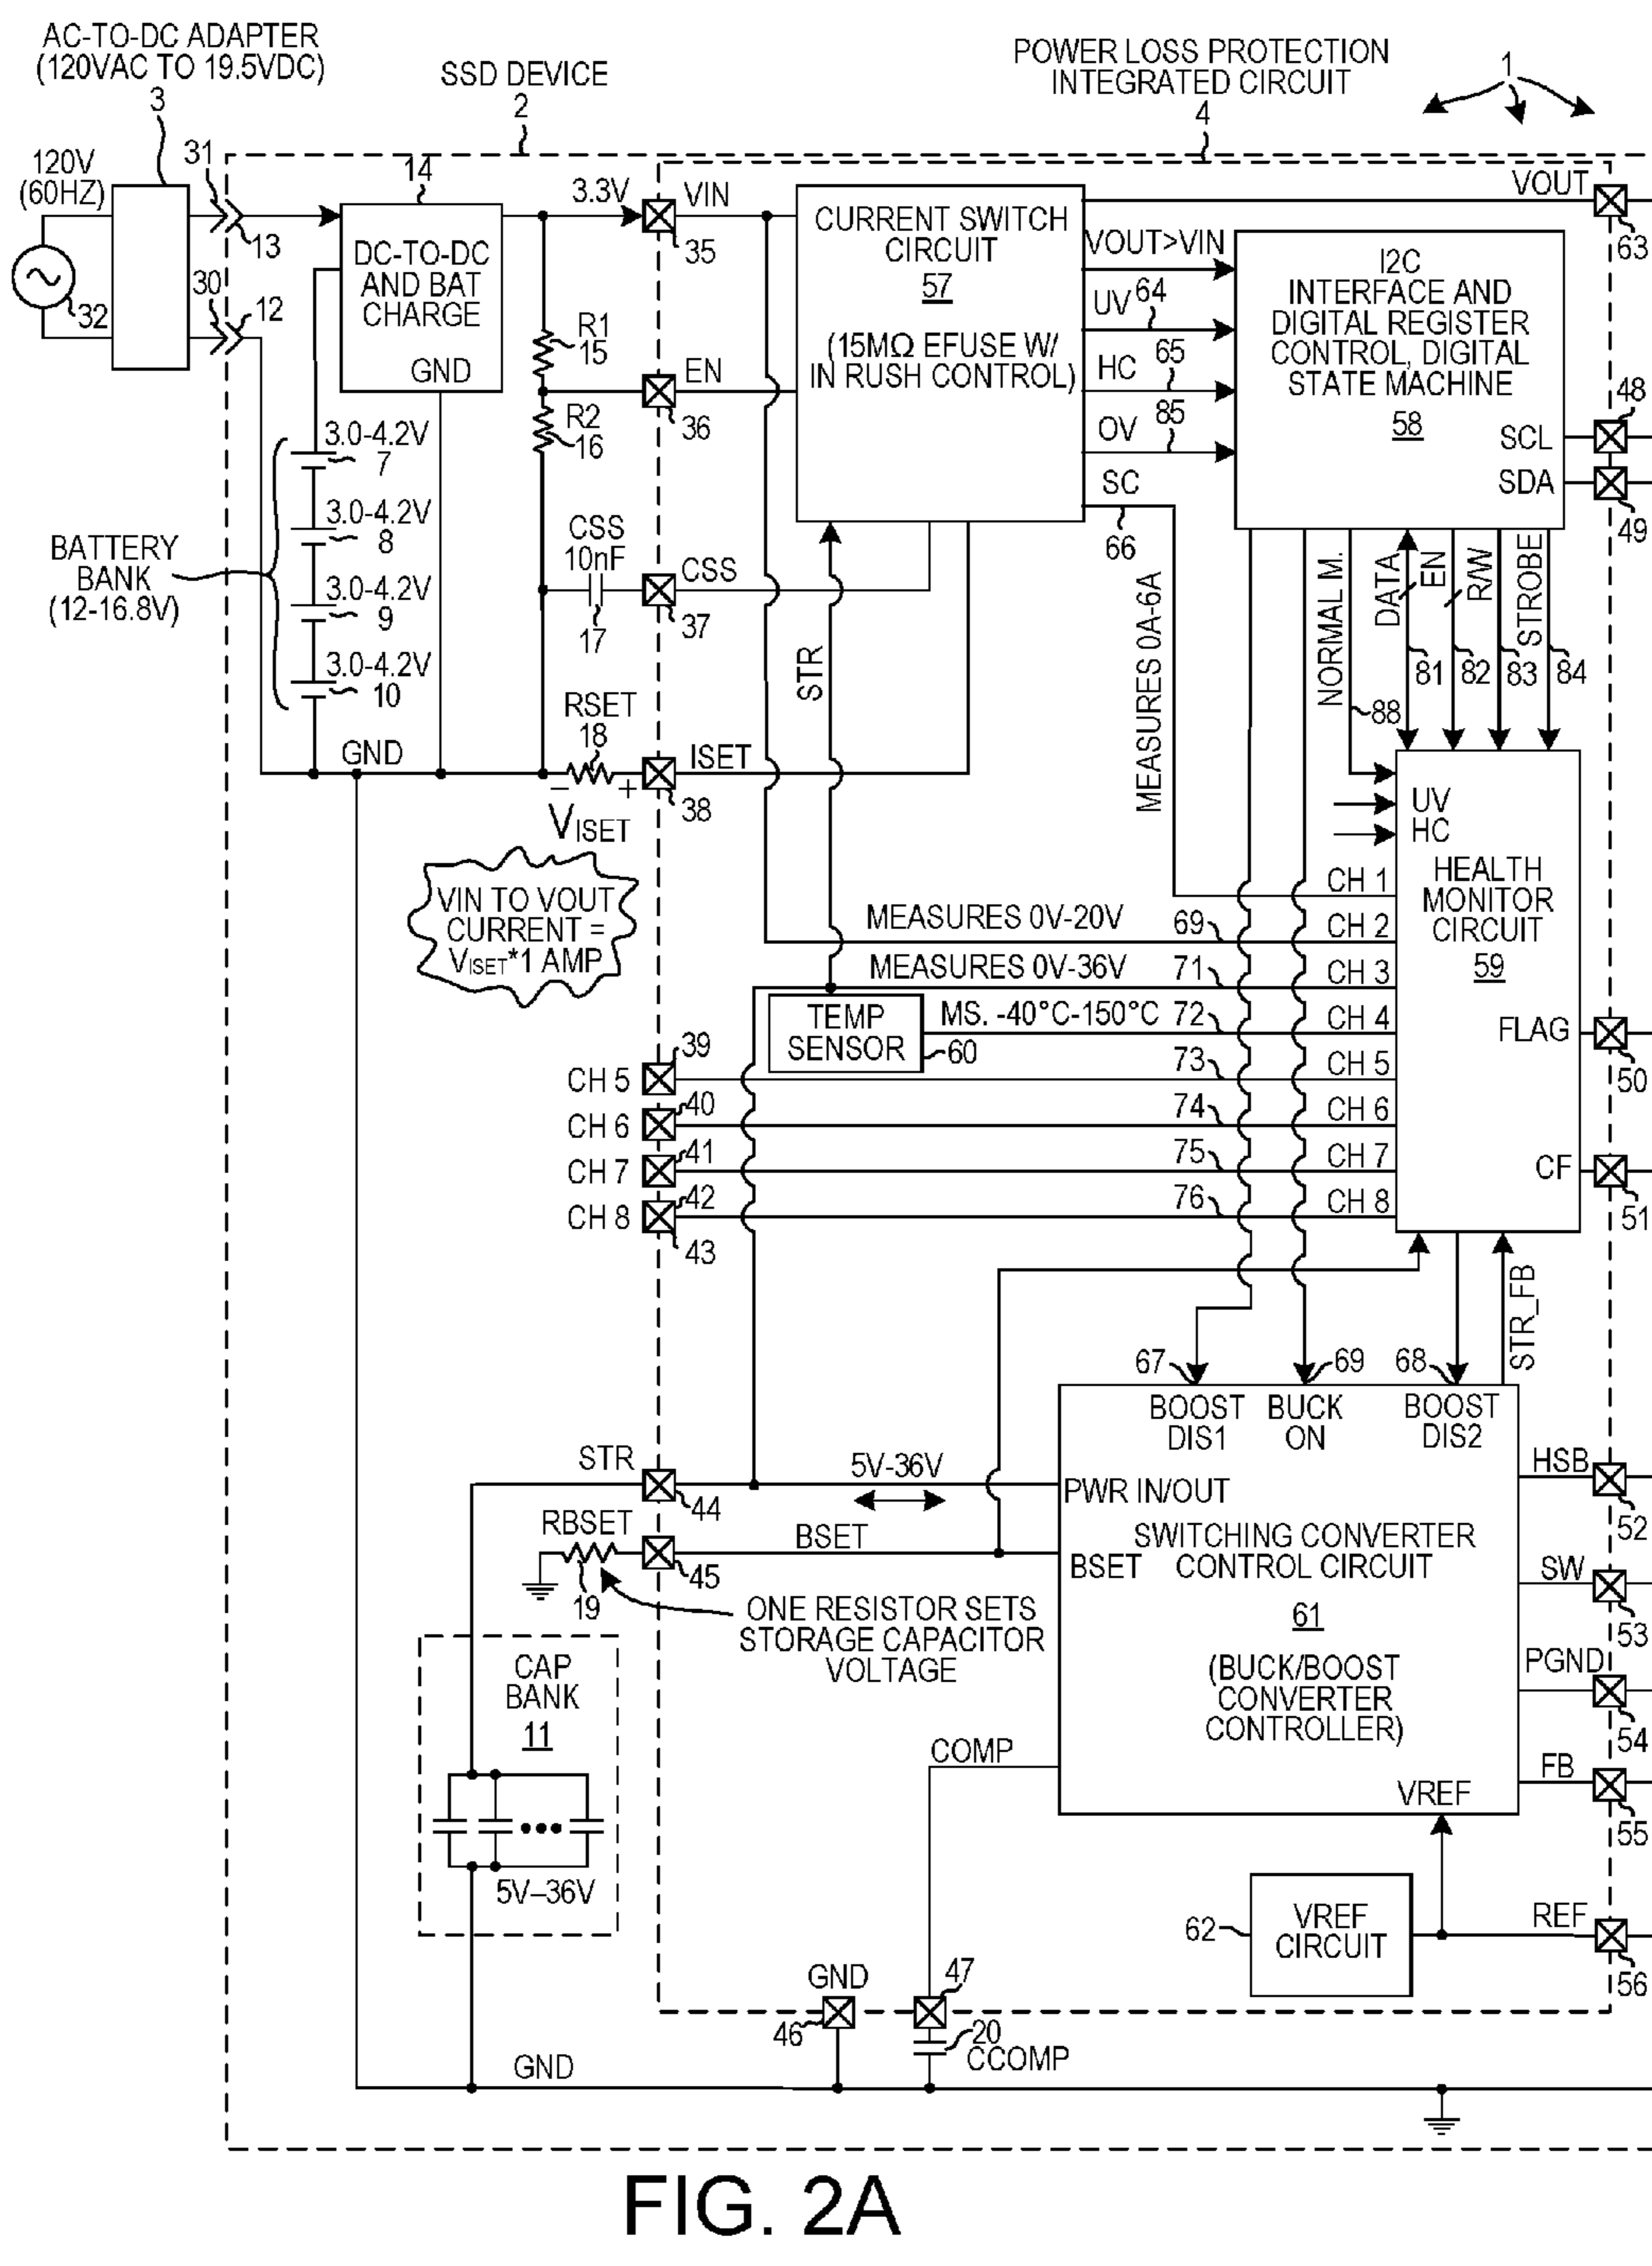 AC-TO-DC ADAPTER
(120VAC TO 19.5VDC)
3
SSD DEVICE
2
POWER LOSS PROTECTION
INTEGRATED CIRCUIT
4
1
120V
(60HZ)
31
13
30
12
32
14
DC-TO-DC
AND BAT
CHARGE
GND
3.3V
VIN
35
R1
15
EN
36
R2
16
CSS
10nF
17
CSS
37
BATTERY
BANK
(12-16.8V)
3.0-4.2V
7
3.0-4.2V
8
3.0-4.2V
9
3.0-4.2V
10
GND
RSET
18
ISET
38
− +
VISET
VIN TO VOUT
CURRENT =
VISET*1 AMP
CURRENT SWITCH
CIRCUIT
57
(15MΩ EFUSE W/
IN RUSH CONTROL)
VOUT
63
VOUT>VIN
UV
64
HC
65
OV
85
SC
66
I2C
INTERFACE AND
DIGITAL REGISTER
CONTROL, DIGITAL
STATE MACHINE
58
SCL
48
SDA
49
STR
MEASURES 0A-6A
NORMAL M.
88
DATA
81
EN
82
R/W
83
STROBE
84
UV
HC
HEALTH
MONITOR
CIRCUIT
59
CH 1
MEASURES 0V-20V
69
CH 2
MEASURES 0V-36V
71
CH 3
TEMP
SENSOR
60
MS. -40°C-150°C
72
CH 4
FLAG
50
CH 5
39
73
CH 5
CH 6
40
74
CH 6
CH 7
41
75
CH 7
CF
51
CH 8
42
43
76
CH 8
STR_FB
67
69
68
BOOST
DIS1
BUCK
ON
BOOST
DIS2
STR
44
5V-36V
PWR IN/OUT
RBSET
19
45
BSET
BSET
ONE RESISTOR SETS
STORAGE CAPACITOR
VOLTAGE
SWITCHING CONVERTER
CONTROL CIRCUIT
61
(BUCK/BOOST
CONVERTER
CONTROLLER)
HSB
52
SW
53
PGND
54
FB
55
VREF
CAP
BANK
11
5V–36V
COMP
62
VREF
CIRCUIT
REF
56
GND
46
47
20
CCOMP
GND
FIG. 2A